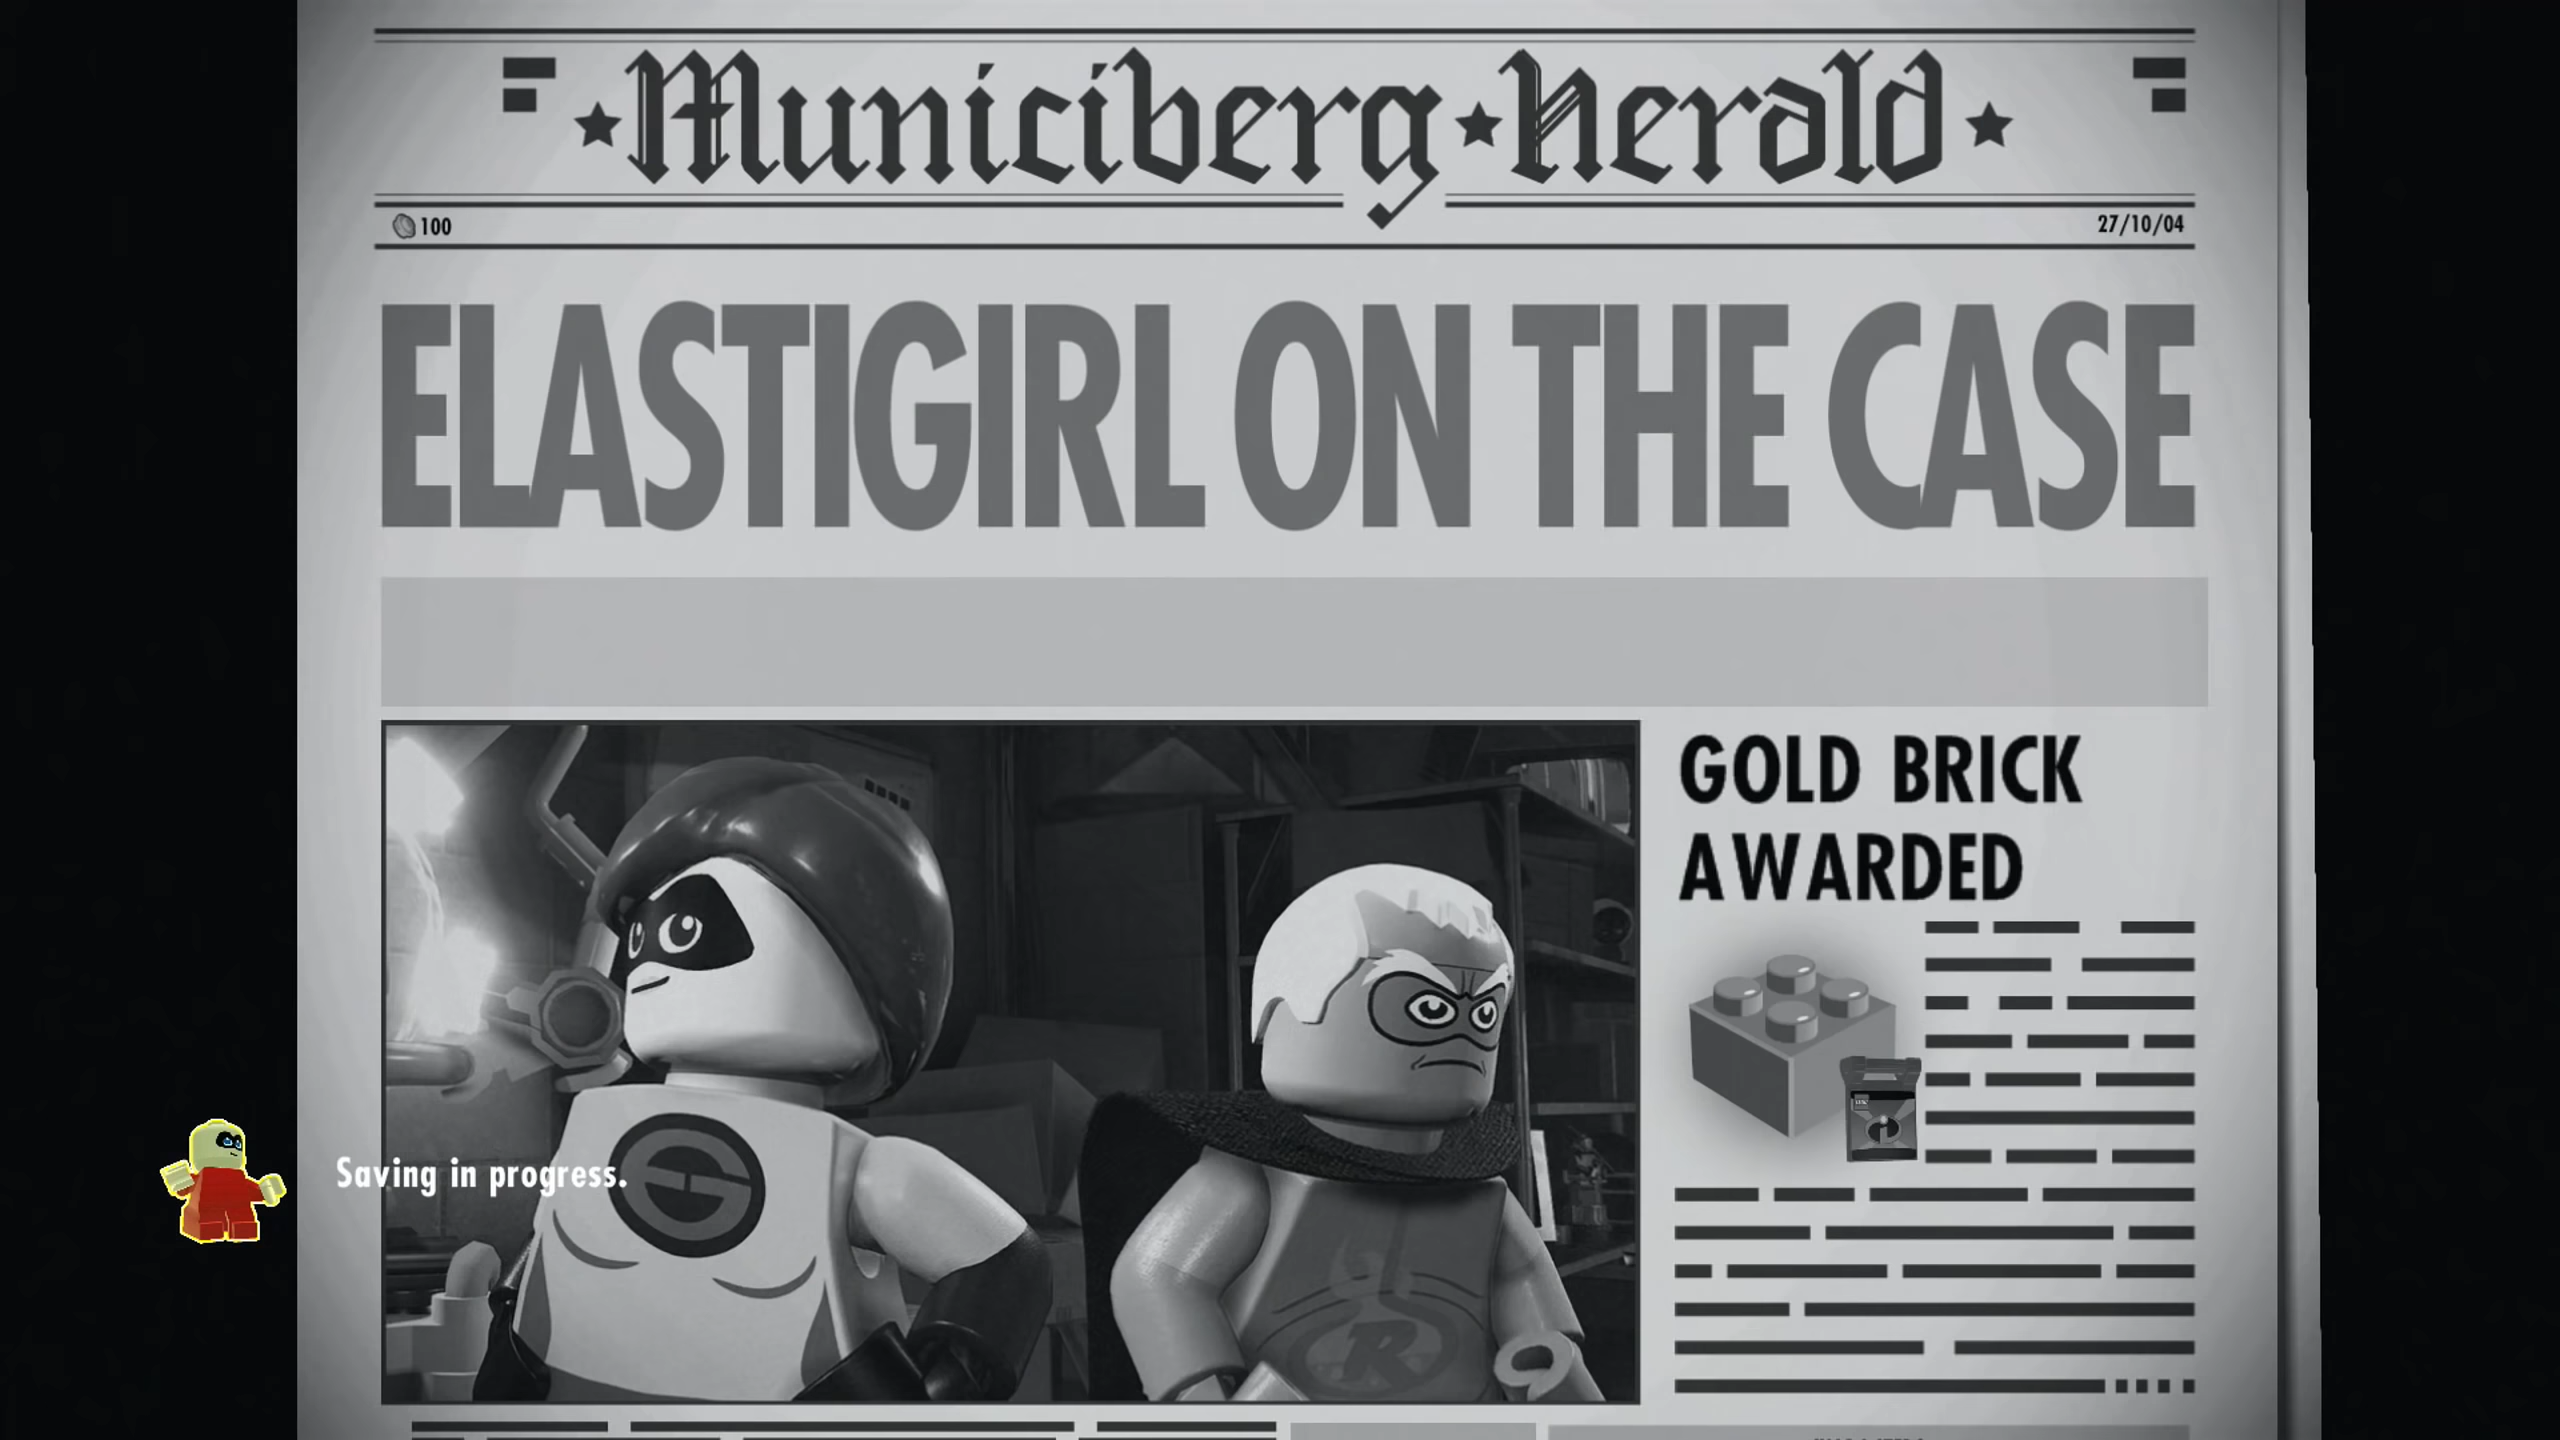 Municiberg Herald
100
27/10/04
ELASTIGIRL ON THE CASE
GOLD BRICK
AWARDED
R
Saving in progress.